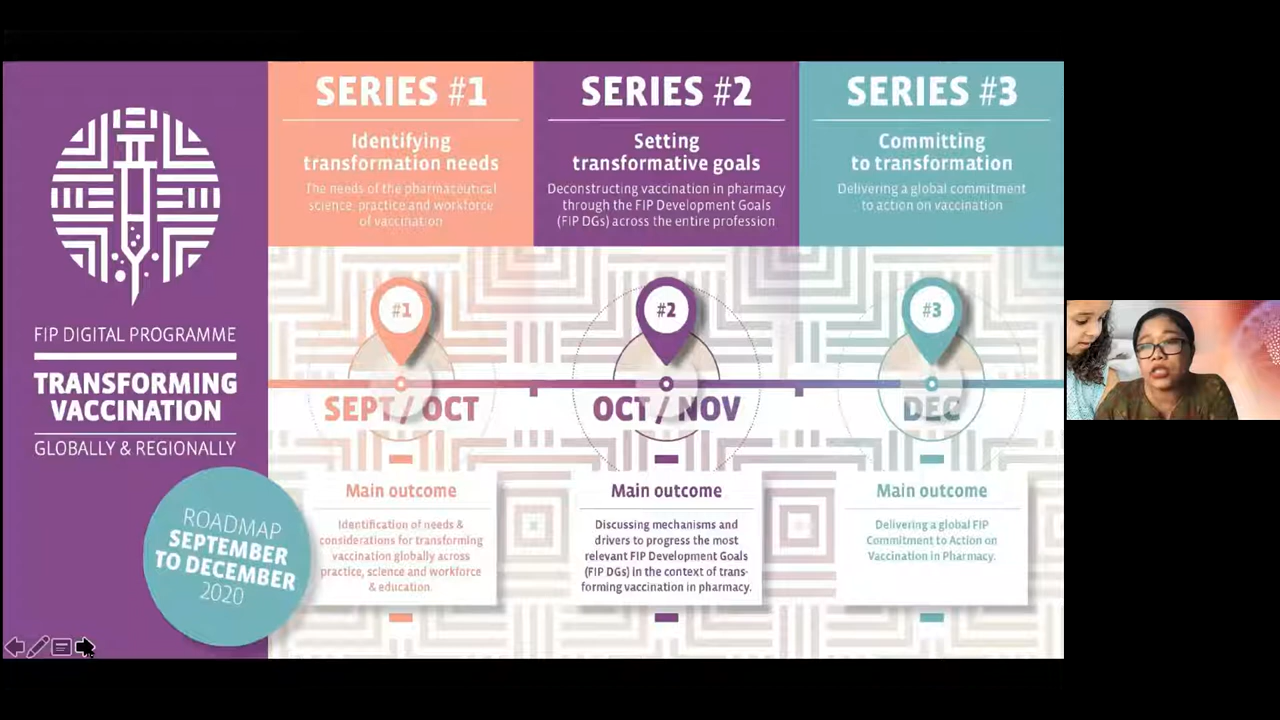 FIP DIGITAL PROGRAMME
TRANSFORMING
VACCINATION
GLOBALLY & REGIONALLY
ROADMAP
SEPTEMBER
TO DECEMBER
2020
SERIES #1
Identifying
transformation needs
The needs of the pharmaceutical
science, practice and workforce
of vaccination
#1
SEPT / OCT
Main outcome
Identification of needs &
considerations for transforming
vaccination globally across
practice, science and workforce
& education.
SERIES #2
Setting
transformative goals
Deconstructing vaccination in pharmacy
through the FIP Development Goals
(FIP DGs) across the entire profession
#2
OCT / NOV
Main outcome
Discussing mechanisms and
drivers to progress the most
relevant FIP Development Goals
(FIP DGs) in the context of trans-
forming vaccination in pharmacy.
SERIES #3
Committing
to transformation
Delivering a global commitment
to action on vaccination
#3
DEC
Main outcome
Delivering a global FIP
Commitment to Action on
Vaccination in Pharmacy.